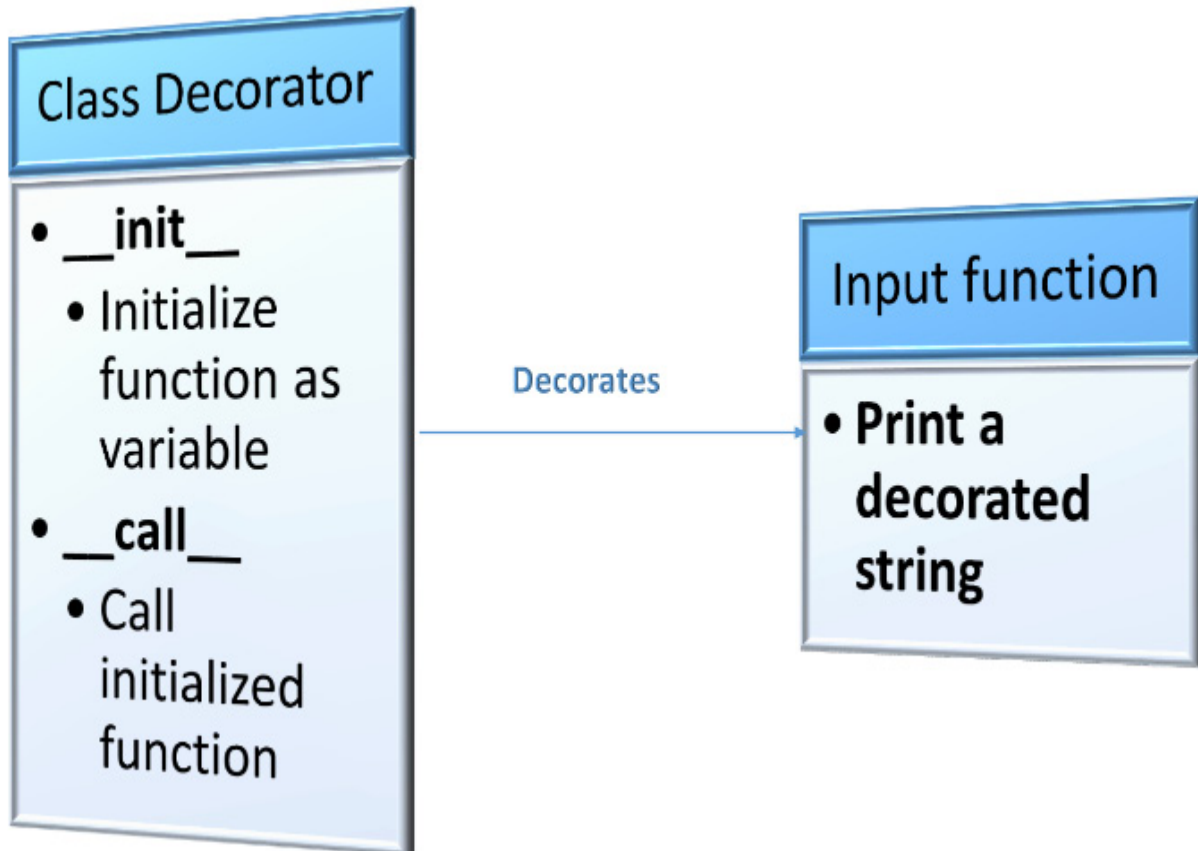 Class Decorator
• __init__
• Initialize
function as
variable
• __call__
• Call
initialized
function
Decorates
Input function
• Print a
decorated
string